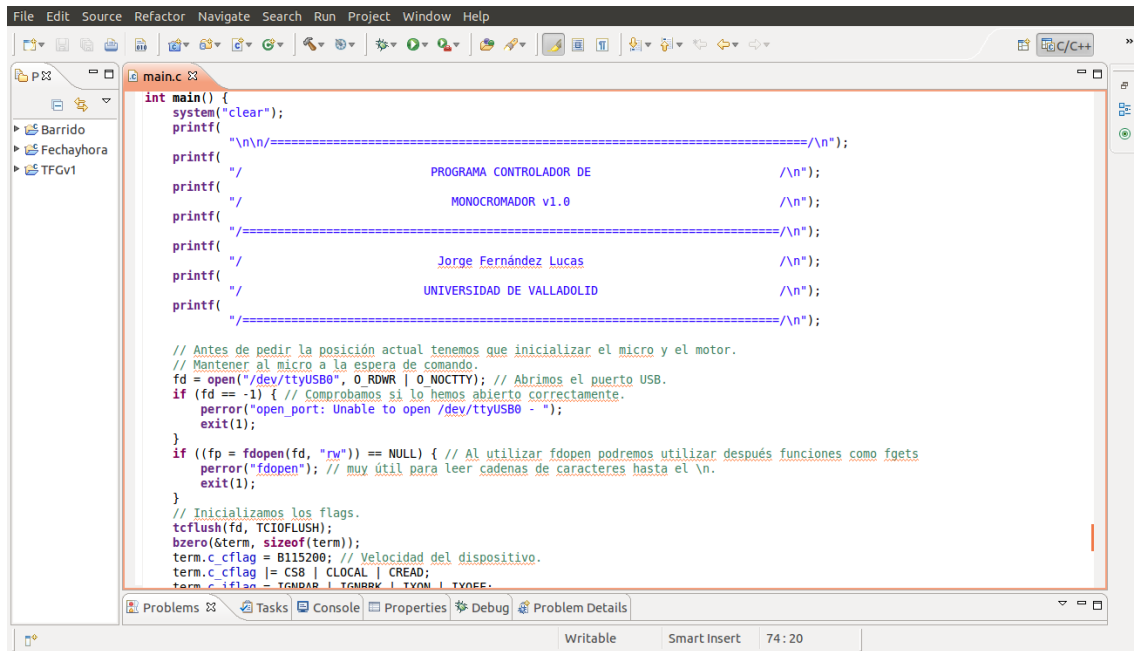 File Edit Source Refactor Navigate Search Run Project Window Help
C/C++ »
P main.c
Barrido
Fechayhora
TFGv1
int main() {
system("clear");
printf(
"\n\n/=============================================================================/\n");
printf(
"/ PROGRAMA CONTROLADOR DE /\n");
printf(
"/ MONOCROMADOR v1.0 /\n");
printf(
"/=============================================================================/\n");
printf(
"/ Jorge Fernández Lucas /\n");
printf(
"/ UNIVERSIDAD DE VALLADOLID /\n");
printf(
"/=============================================================================/\n");
// Antes de pedir la posición actual tenemos que inicializar el micro y el motor.
// Mantener al micro a la espera de comando.
fd = open("/dev/ttyUSB0", O_RDWR | O_NOCTTY); // Abrimos el puerto USB.
if (fd == -1) { // Comprobamos si lo hemos abierto correctamente.
perror("open_port: Unable to open /dev/ttyUSB0 - ");
exit(1);
}
if ((fp = fdopen(fd, "rw")) == NULL) { // Al utilizar fdopen podremos utilizar después funciones como fgets
perror("fdopen"); // muy útil para leer cadenas de caracteres hasta el \n.
exit(1);
}
// Inicializamos los flags.
tcflush(fd, TCIOFLUSH);
bzero(&term, sizeof(term));
term.c_cflag = B115200; // Velocidad del dispositivo.
term.c_cflag |= CS8 | CLOCAL | CREAD;
term.c_iflag = IGNPAR | IGNBRK | IXON | IXOFF;
Problems Tasks Console Properties Debug Problem Details
Writable Smart Insert 74 : 20